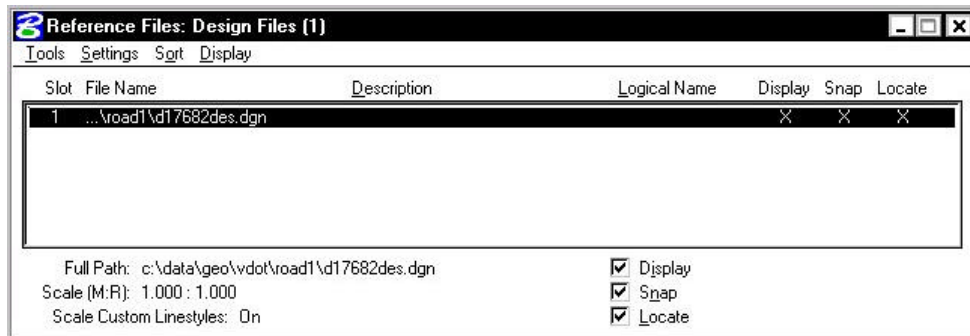 Reference Files: Design Files (1)
Tools Settings Sort Display
Slot File Name Description Logical Name Display Snap Locate
1 ...\road1\d17682des.dgn X X X
Full Path: c:\data\geo\vdot\road1\d17682des.dgn Display
Scale (M:R): 1.000 : 1.000 Snap
Scale Custom Linestyles: On Locate